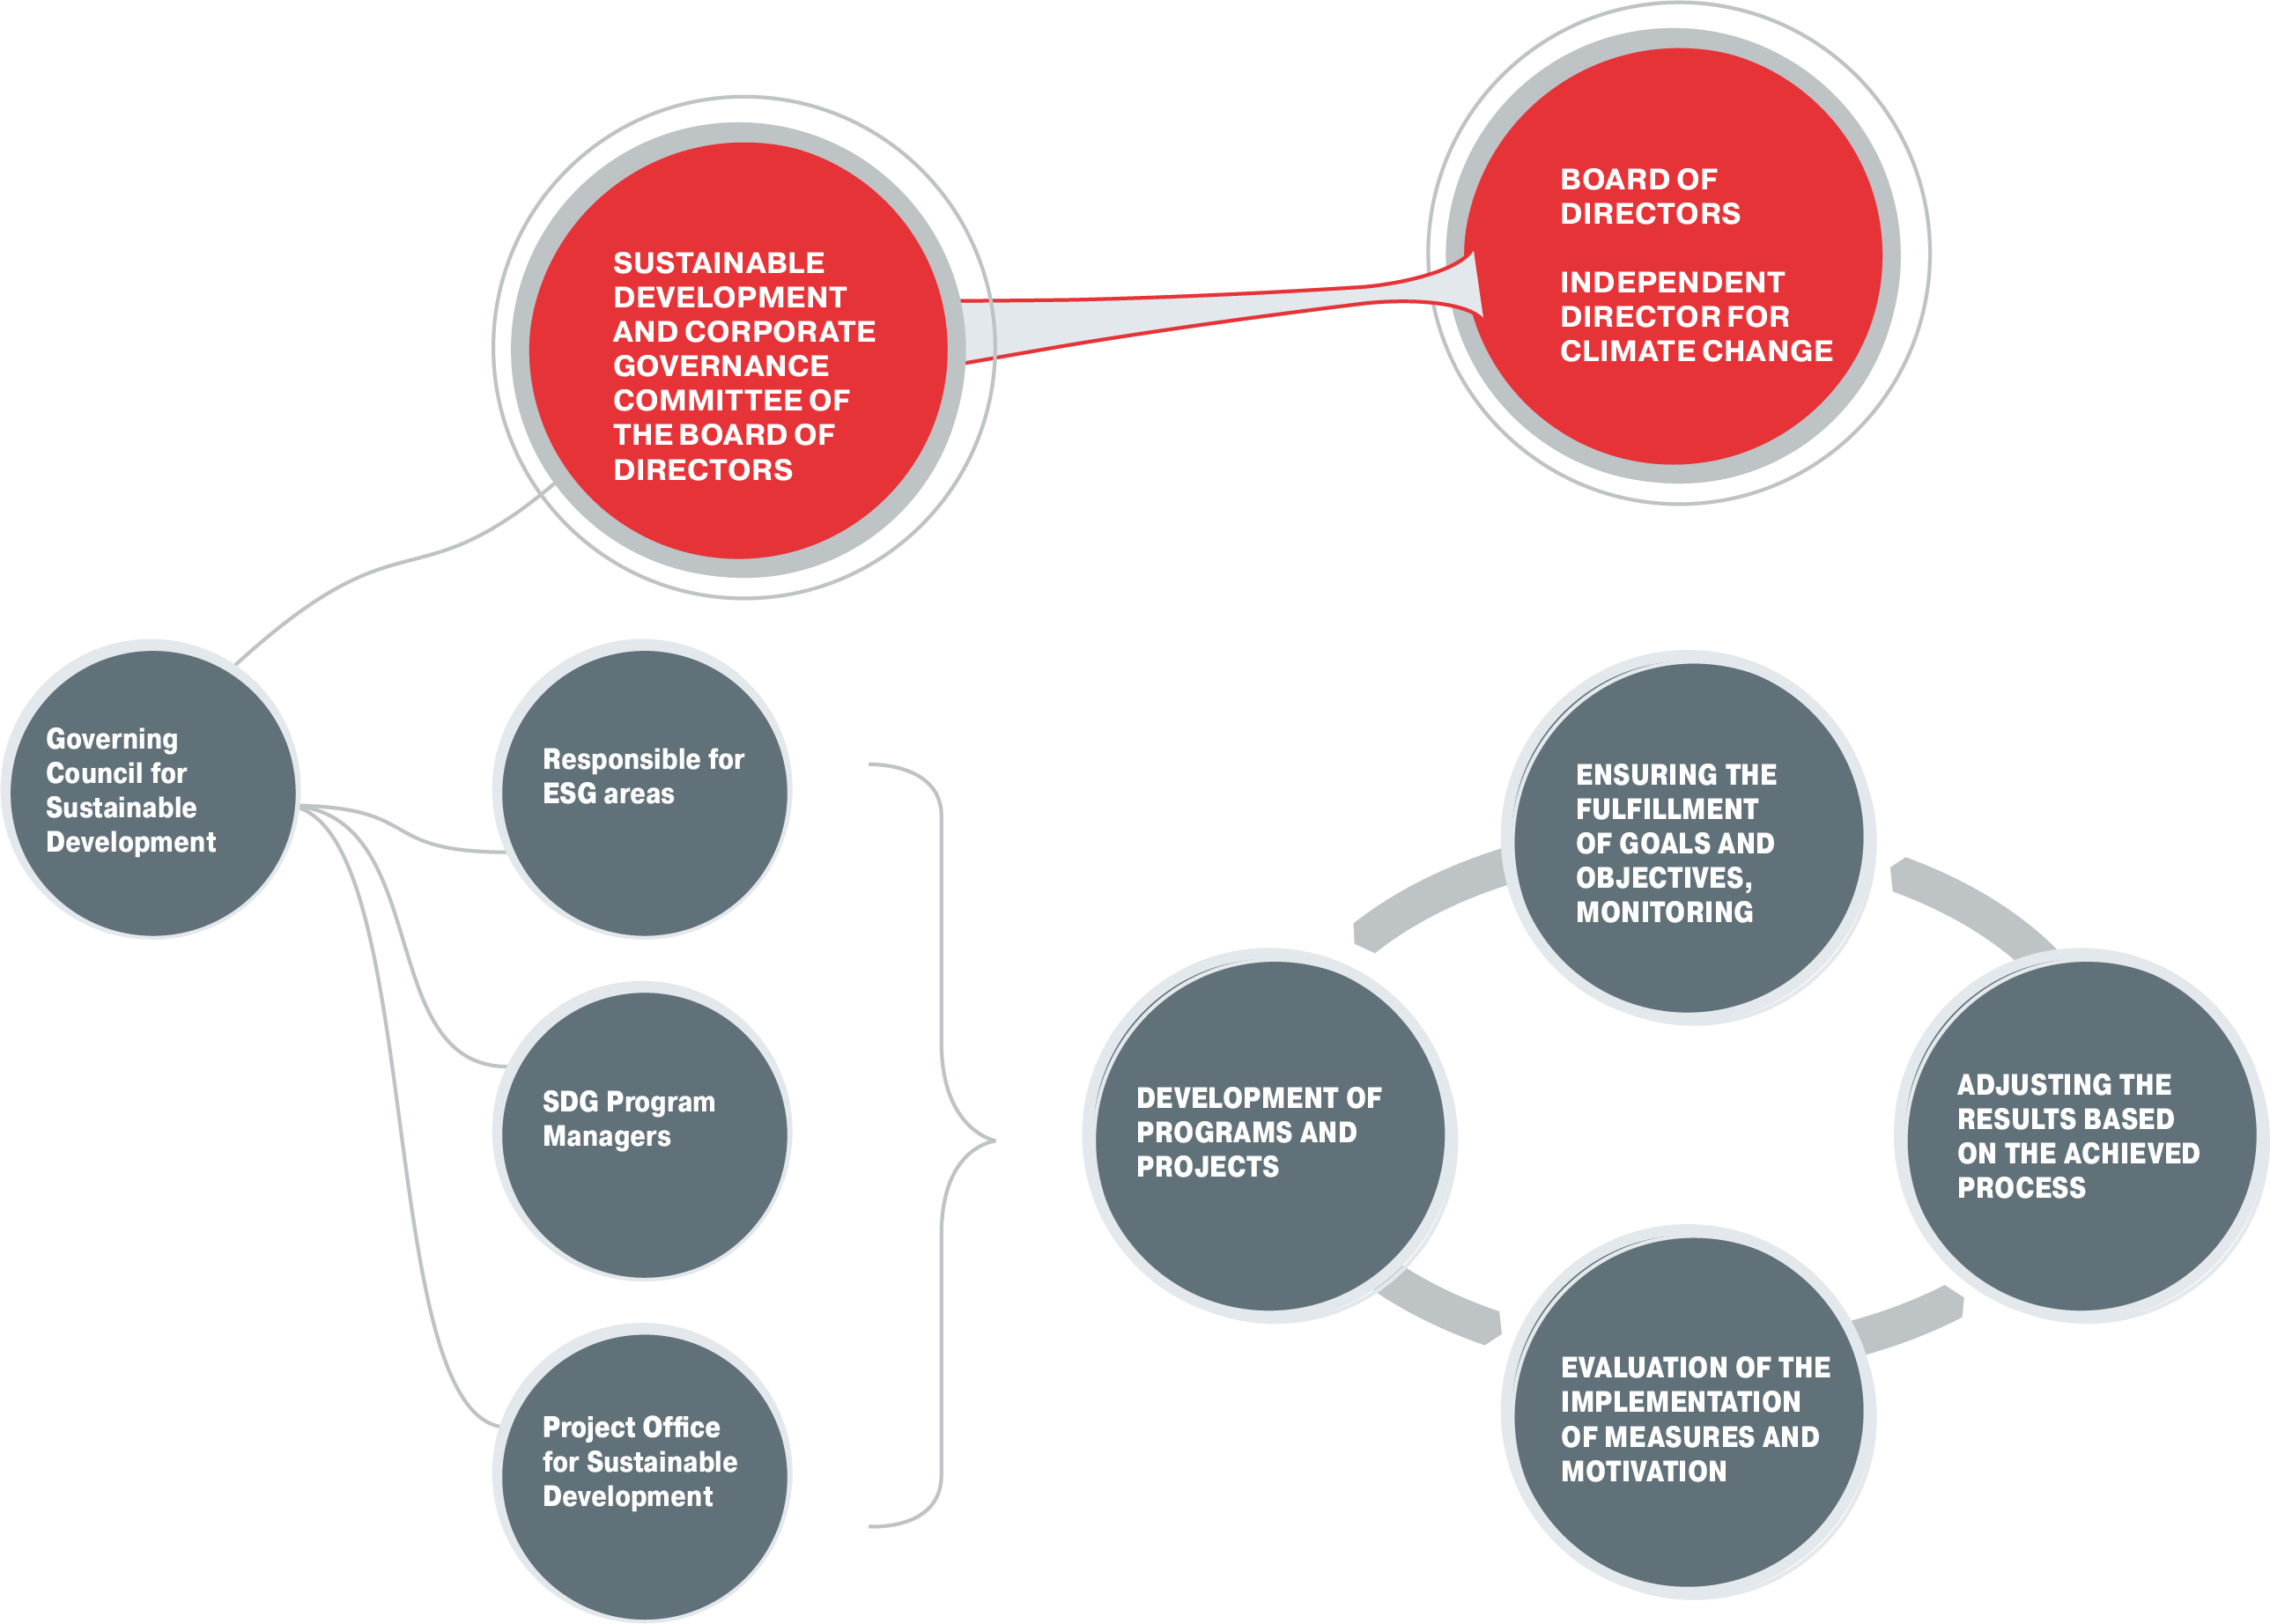 BOARD OF
DIRECTORS
INDEPENDENT
DIRECTOR FOR
CLIMATE CHANGE
SUSTAINABLE
DEVELOPMENT
AND CORPORATE
GOVERNANCE
COMMITTEE OF
THE BOARD OF
DIRECTORS
Governing
Council for
Sustainable
Development
Responsible for
ESG areas
SDG Program
Managers
Project Office
for Sustainable
Development
ENSURING THE
FULFILLMENT
OF GOALS AND
OBJECTIVES,
MONITORING
DEVELOPMENT OF
PROGRAMS AND
PROJECTS
ADJUSTING THE
RESULTS BASED
ON THE ACHIEVED
PROCESS
EVALUATION OF THE
IMPLEMENTATION
OF MEASURES AND
MOTIVATION